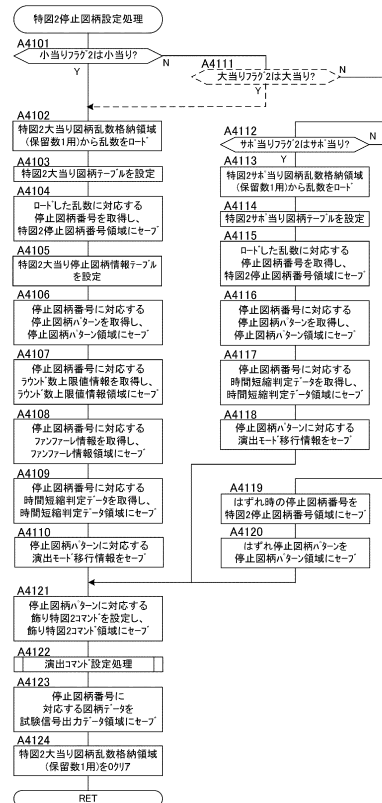 特図2停止図柄設定処理
A4101
小当りフラグ2は小当り?
N
Y
A4111
大当りフラグ2は大当り?
N
Y
A4102
特図2大当り図柄乱数格納領域
(保留数1用)から乱数をロード
A4103
特図2大当り図柄テーブルを設定
A4104
ロードした乱数に対応する
停止図柄番号を取得し、
特図2停止図柄番号領域にセーブ
A4105
特図2大当り停止図柄情報テーブル
を設定
A4106
停止図柄番号に対応する
停止図柄パターンを取得し、
停止図柄パターン領域にセーブ
A4107
停止図柄番号に対応する
ラウンド数上限値情報を取得し、
ラウンド数上限値情報領域にセーブ
A4108
停止図柄番号に対応する
ファンファーレ情報を取得し、
ファンファーレ情報領域にセーブ
A4109
停止図柄番号に対応する
時間短縮判定データを取得し、
時間短縮判定データ領域にセーブ
A4110
停止図柄パターンに対応する
演出モード移行情報をセーブ
A4112
サポ当りフラグ2はサポ当り?
N
Y
A4113
特図2サポ当り図柄乱数格納領域
(保留数1用)から乱数をロード
A4114
特図2サポ当り図柄テーブルを設定
A4115
ロードした乱数に対応する
停止図柄番号を取得し、
特図2停止図柄番号領域にセーブ
A4116
停止図柄番号に対応する
停止図柄パターンを取得し、
停止図柄パターン領域にセーブ
A4117
停止図柄番号に対応する
時間短縮判定データを取得し、
時間短縮判定データ領域にセーブ
A4118
停止図柄パターンに対応する
演出モード移行情報をセーブ
A4119
はずれ時の停止図柄番号を
特図2停止図柄番号領域にセーブ
A4120
はずれ停止図柄パターンを
停止図柄パターン領域にセーブ
A4121
停止図柄パターンに対応する
飾り特図2コマンドを設定し、
飾り特図2コマンド領域にセーブ
A4122
演出コマンド設定処理
A4123
停止図柄番号に
対応する図柄データを
試験信号出力データ領域にセーブ
A4124
特図2大当り図柄乱数格納領域
(保留数1用)を0クリア
RET